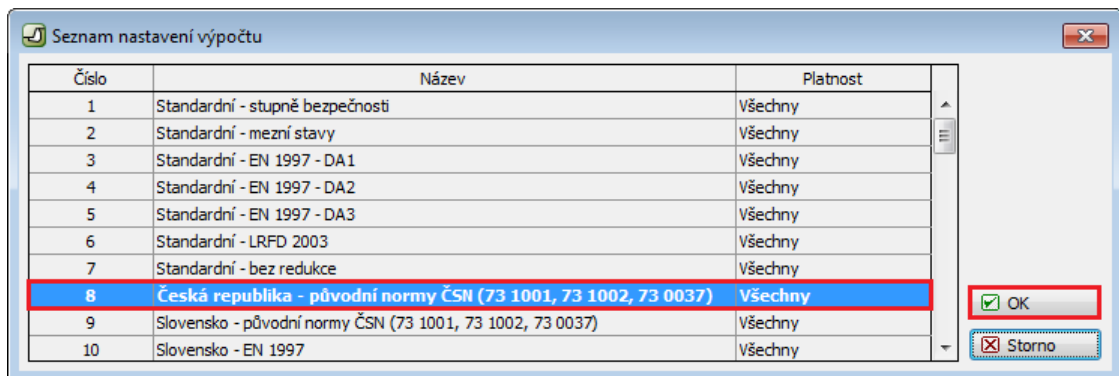 Seznam nastavení výpočtu
Číslo Název Platnost
1 Standardní - stupně bezpečnosti Všechny
2 Standardní - mezní stavy Všechny
3 Standardní - EN 1997 - DA1 Všechny
4 Standardní - EN 1997 - DA2 Všechny
5 Standardní - EN 1997 - DA3 Všechny
6 Standardní - LRFD 2003 Všechny
7 Standardní - bez redukce Všechny
8 Česká republika - původní normy ČSN (73 1001, 73 1002, 73 0037) Všechny
OK
9 Slovensko - původní normy ČSN (73 1001, 73 1002, 73 0037) Všechny
10 Slovensko - EN 1997 Všechny
Storno